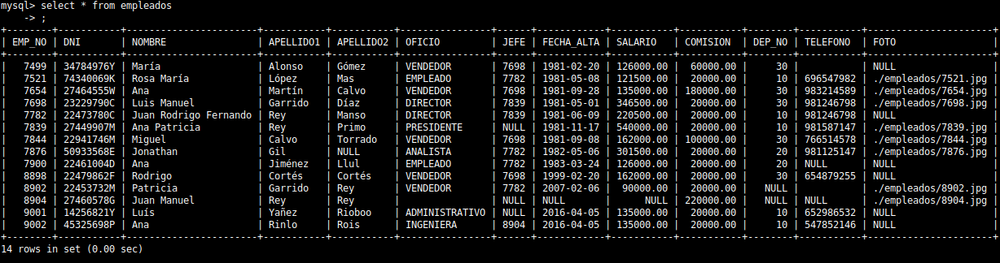 mysql> select * from empleados
    -> ;
+--------+-----------+-----------------------+-----------+-----------+----------------+------+------------+-----------+-----------+--------+-----------+----------------------+
| EMP_NO | DNI       | NOMBRE                | APELLIDO1 | APELLIDO2 | OFICIO         | JEFE | FECHA_ALTA | SALARIO   | COMISION  | DEP_NO | TELEFONO  | FOTO                 |
+--------+-----------+-----------------------+-----------+-----------+----------------+------+------------+-----------+-----------+--------+-----------+----------------------+
|   7499 | 34784976Y | María                 | Alonso    | Gómez     | VENDEDOR       | 7698 | 1981-02-20 | 126000.00 |  60000.00 |     30 |           | NULL                 |
|   7521 | 74340069K | Rosa María            | López     | Mas       | EMPLEADO       | 7782 | 1981-05-08 | 121500.00 |  20000.00 |     10 | 696547982 | ./empleados/7521.jpg |
|   7654 | 27464555W | Ana                   | Martín    | Calvo     | VENDEDOR       | 7698 | 1981-09-28 | 135000.00 | 180000.00 |     30 | 983214589 | ./empleados/7654.jpg |
|   7698 | 23229790C | Luis Manuel           | Garrido   | Díaz      | DIRECTOR       | 7839 | 1981-05-01 | 346500.00 |  20000.00 |     30 | 981246798 | ./empleados/7698.jpg |
|   7782 | 22473780C | Juan Rodrigo Fernando | Rey       | Manso     | DIRECTOR       | 7839 | 1981-06-09 | 220500.00 |  20000.00 |     10 | 981246798 | NULL                 |
|   7839 | 27449907M | Ana Patricia          | Rey       | Primo     | PRESIDENTE     | NULL | 1981-11-17 | 540000.00 |  20000.00 |     10 | 981587147 | ./empleados/7839.jpg |
|   7844 | 22941746M | Miguel                | Calvo     | Torrado   | VENDEDOR       | 7698 | 1981-09-08 | 162000.00 | 100000.00 |     30 | 766514578 | ./empleados/7844.jpg |
|   7876 | 50933568E | Jonathan              | Gil       | NULL      | ANALISTA       | 7782 | 1982-05-06 | 301500.00 |  20000.00 |     20 | 981125147 | ./empleados/7876.jpg |
|   7900 | 22461004D | Ana                   | Jiménez   | Llul      | EMPLEADO       | 7782 | 1983-03-24 | 126000.00 |  20000.00 |     20 | NULL      | NULL                 |
|   8898 | 22479862F | Rodrigo               | Cortés    | Cortés    | VENDEDOR       | 7698 | 1999-02-20 | 162000.00 |  20000.00 |     30 | 654879255 | NULL                 |
|   8902 | 22453732M | Patricia              | Garrido   | Rey       | VENDEDOR       | 7782 | 2007-02-06 |  90000.00 |  20000.00 |   NULL |           | ./empleados/8902.jpg |
|   8904 | 27460578G | Juan Manuel           | Rey       | Rey       |                | NULL | NULL       |      NULL | 220000.00 |   NULL | NULL      | ./empleados/8904.jpg |
|   9001 | 14256821Y | Luís                  | Yañez     | Rioboo    | ADMINISTRATIVO | NULL | 2016-04-05 | 135000.00 |  20000.00 |     10 | 652986532 | NULL                 |
|   9002 | 45325698P | Ana                   | Rinlo     | Rois      | INGENIERA      | 8904 | 2016-04-05 | 135000.00 |  20000.00 |     10 | 547852146 | NULL                 |
+--------+-----------+-----------------------+-----------+-----------+----------------+------+------------+-----------+-----------+--------+-----------+----------------------+
14 rows in set (0.00 sec)